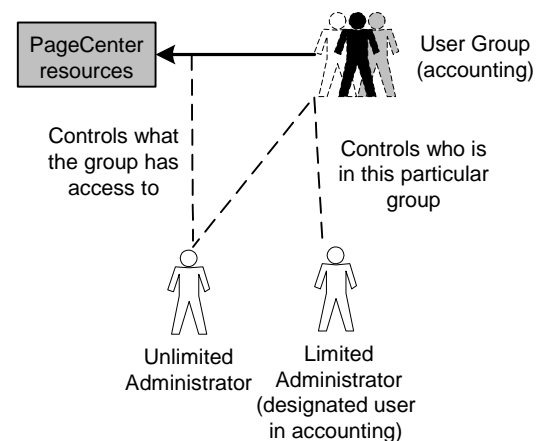 PageCenter
resources
User Group
(accounting)
Controls what
the group has
access to
Controls who is
in this particular
group
Unlimited
Administrator
Limited
Administrator
(designated user
in accounting)